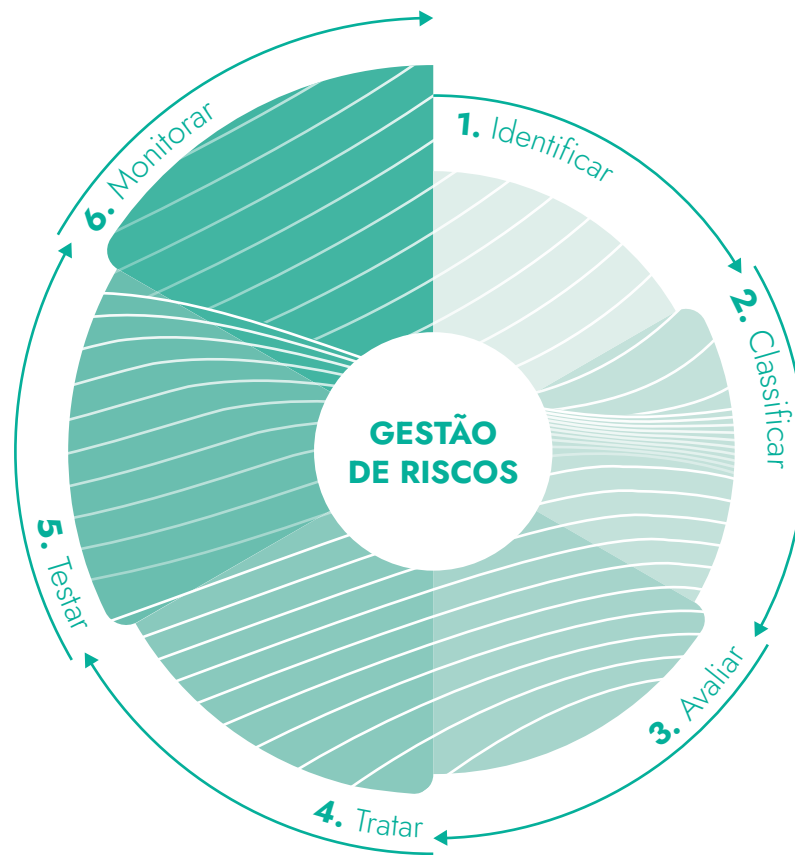 GESTÃO
DE RISCOS
1. Identificar
2. Classificar
3. Avaliar
4. Tratar
5. Testar
6. Monitorar